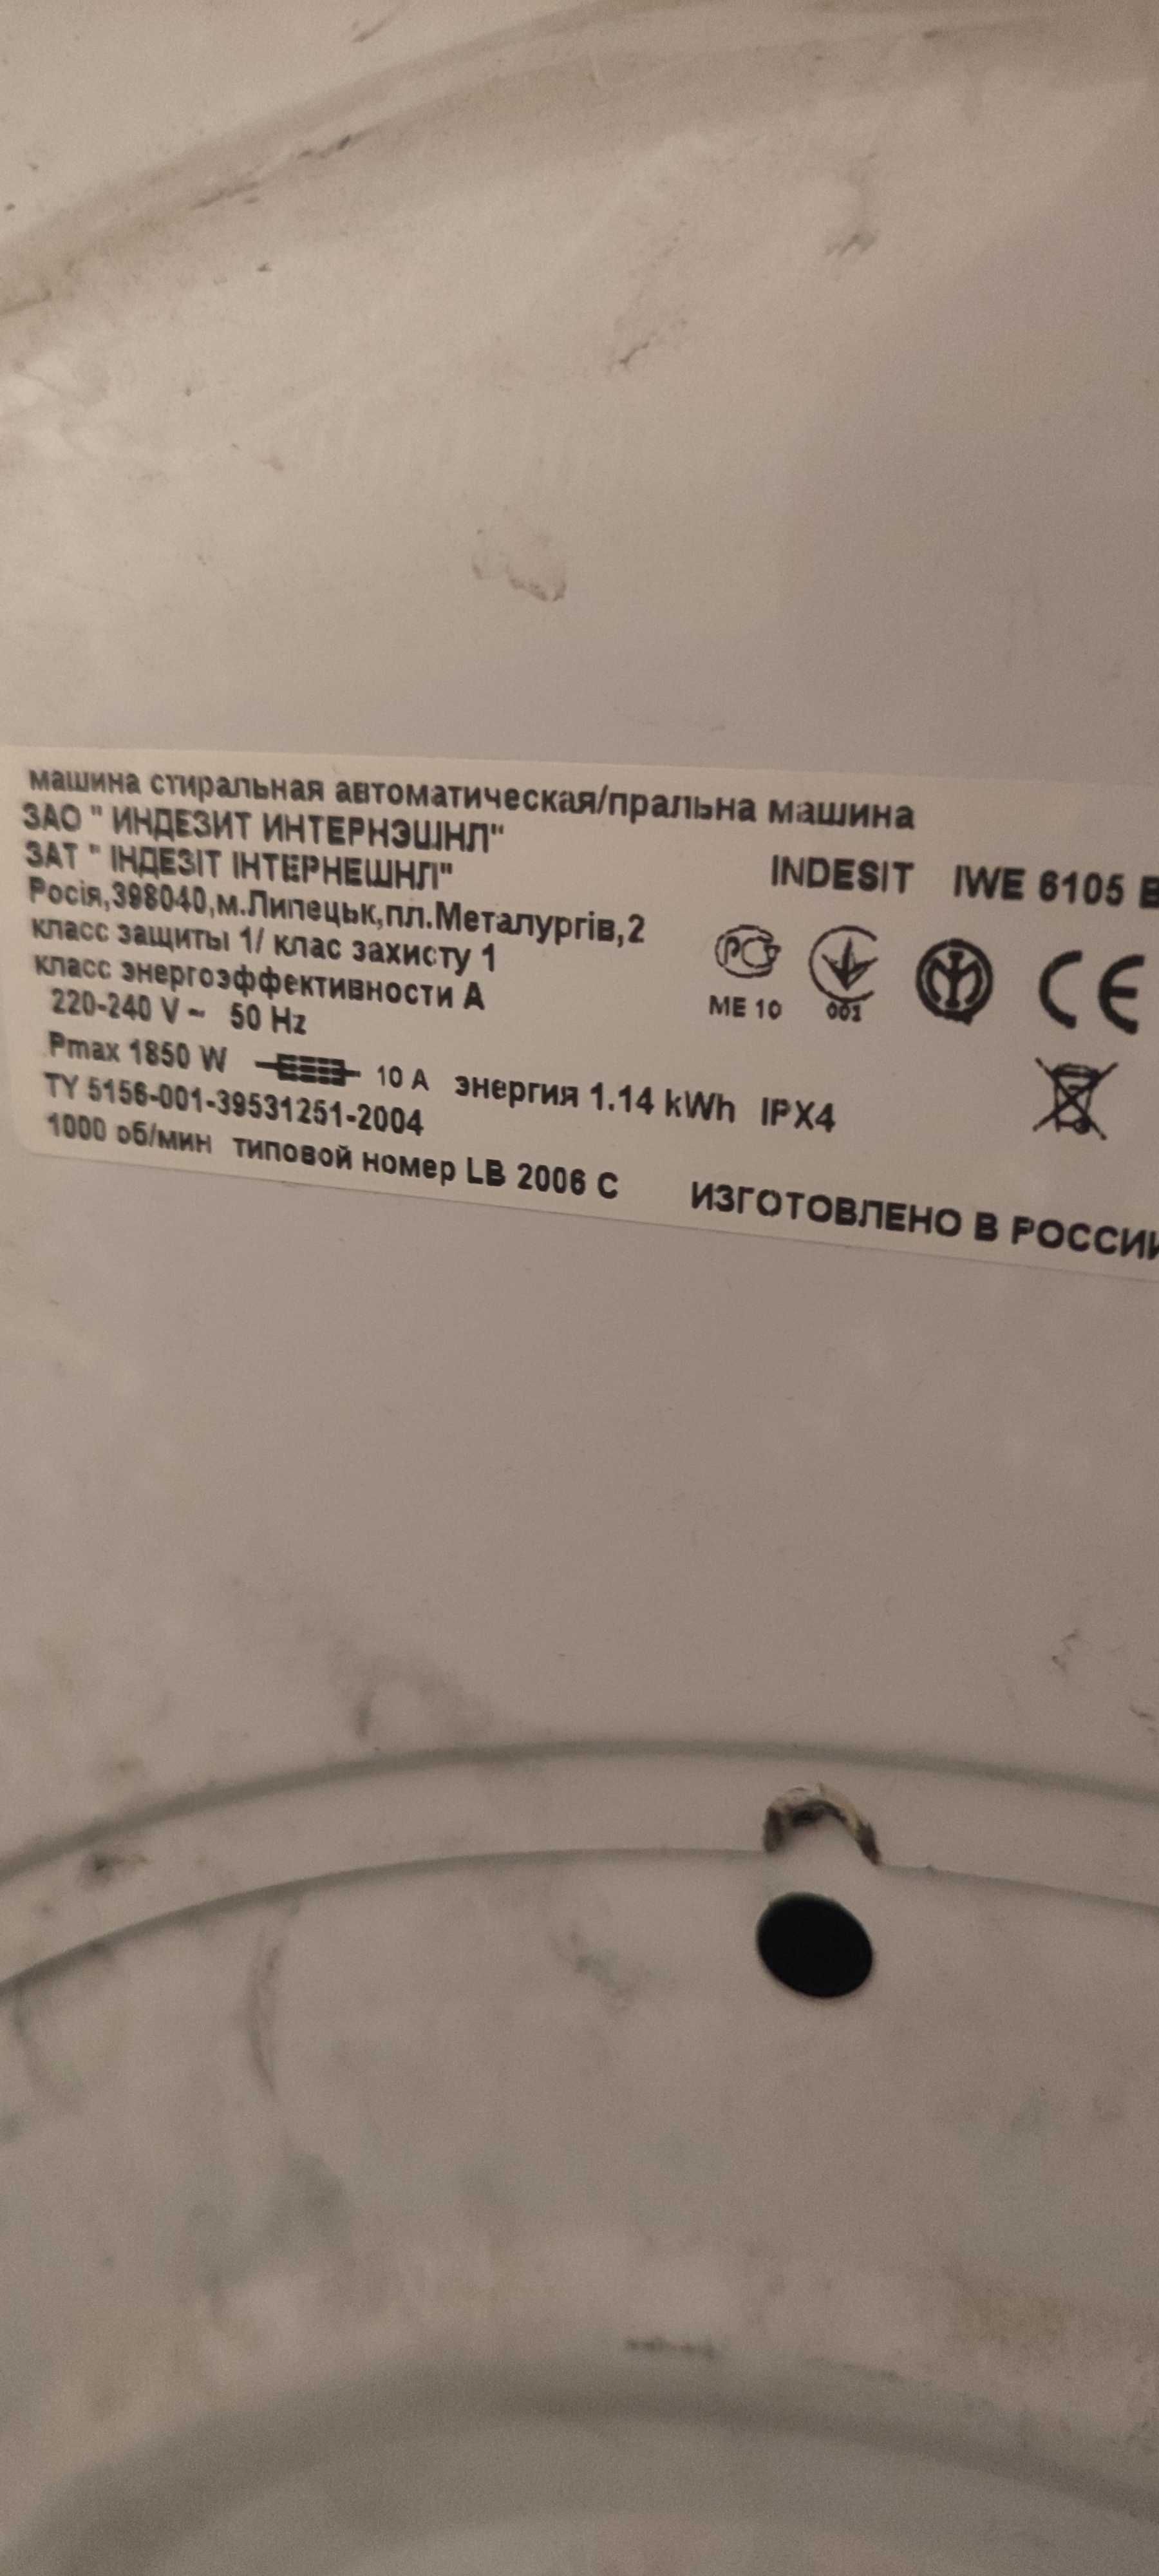 машина стиральная автоматическая/пральна машина
ЗАО " ИНДЕЗИТ ИНТЕРНЭШНЛ"
ЗАТ " ІНДЕЗІТ ІНТЕРНЕШНЛ"
INDESIT IWE 6105 B
Росія,398040,м.Липецьк,пл.Металургів,2
класс защиты 1/ клас захисту 1
класс энергоэффективности А
РС
ME 10
001
CE
220-240 V ~ 50 Hz
Pmax 1850 W 10 A энергия 1.14 kWh IPX4
ТУ 5156-001-39531251-2004
1000 об/мин типовой номер LB 2006 C
ИЗГОТОВЛЕНО В РОССИИ